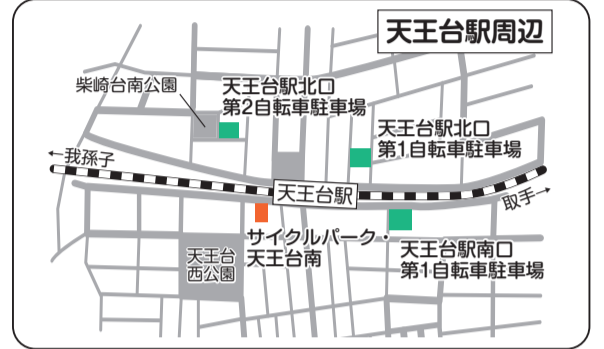 天王台駅周辺
柴崎台南公園
天王台駅北口
第2自転車駐車場
天王台駅北口
第1自転車駐車場
←我孫子
天王台駅
取手→
サイクルパーク・
天王台南
天王台
西公園
天王台駅南口
第1自転車駐車場